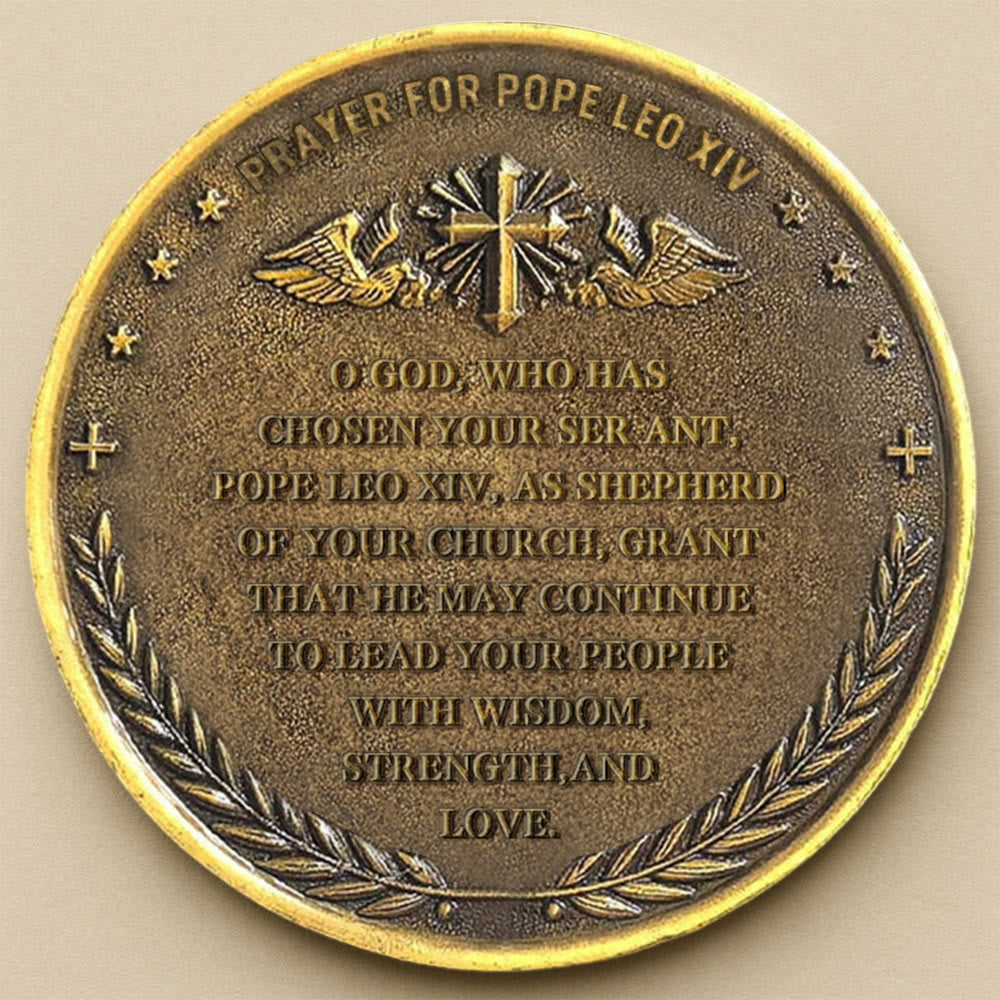 PRAYER FOR POPE LEO XIV
O GOD, WHO HAS
CHOSEN YOUR SER ANT,
POPE LEO XIV, AS SHEPHERD
OF YOUR CHURCH, GRANT
THAT HE MAY CONTINUE
TO LEAD YOUR PEOPLE
WITH WISDOM,
STRENGTH,AND
LOVE.